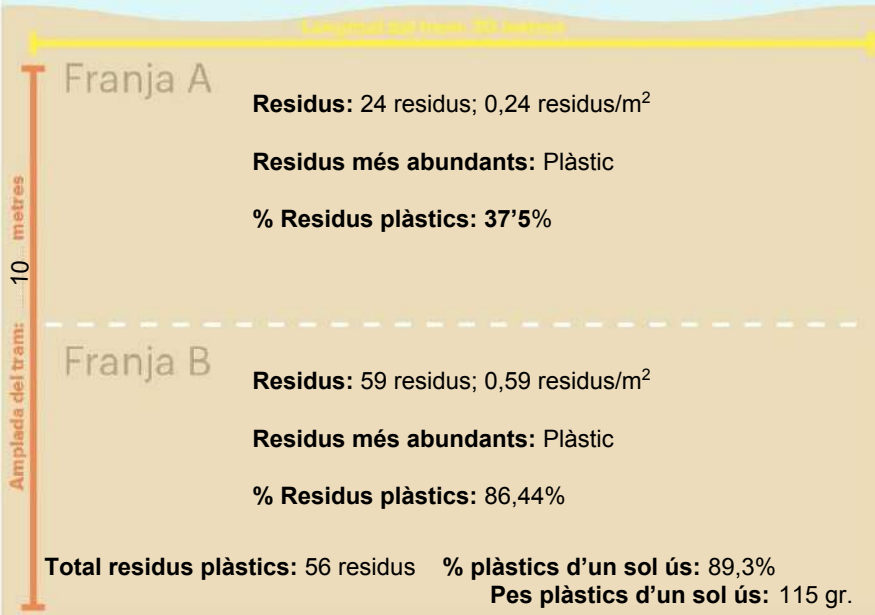 Longitud del tram: 20 metres
Franja A
Residus: 24 residus; 0,24 residus/m²
Residus més abundants: Plàstic
% Residus plàstics: 37'5%
Amplada del tram: 10 metres
Franja B
Residus: 59 residus; 0,59 residus/m²
Residus més abundants: Plàstic
% Residus plàstics: 86,44%
Total residus plàstics: 56 residus % plàstics d'un sol ús: 89,3%
Pes plàstics d'un sol ús: 115 gr.